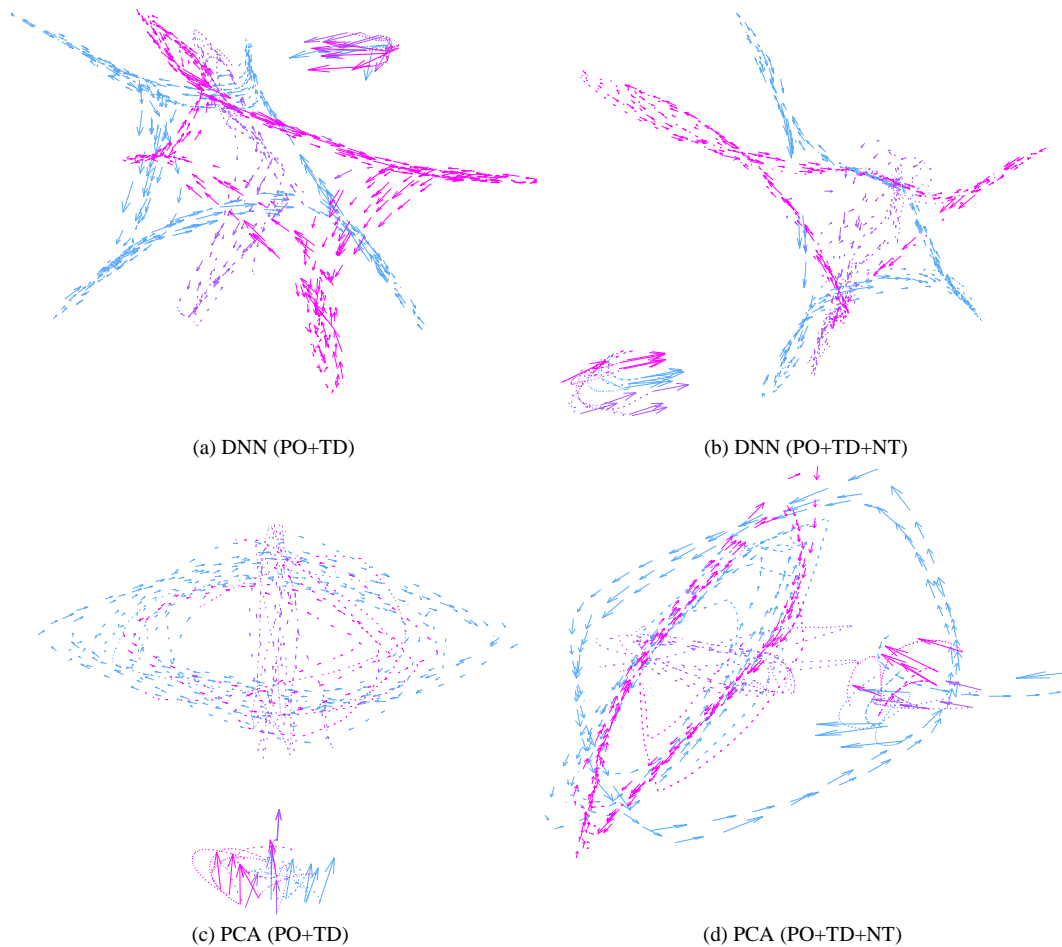 (a) DNN (PO+TD)
(b) DNN (PO+TD+NT)
(c) PCA (PO+TD)
(d) PCA (PO+TD+NT)